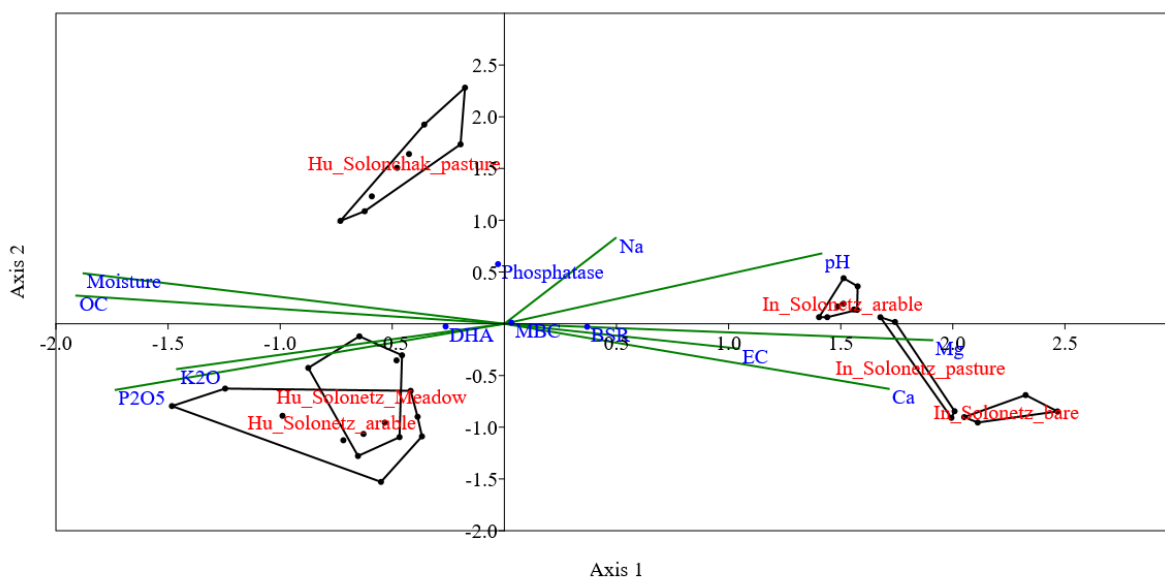 2.5
2.0
Hu_Solonchak_pasture
1.5
1.0
Na
Axis 2
Moisture
0.5
Phosphatase
pH
OC
In_Solonetz_arable
DHA
MBC
BSR
-2.0
-1.5
-1.0
-0.5
0.5
1.0
1.5
2.0
2.5
EC
Mg
K2O
-0.5
In_Solonetz_pasture
P2O5
Hu_Solonetz_Meadow
Ca
Hu_Solonetz_arable
-1.0
In_Solonetz_bare
-1.5
-2.0
Axis 1